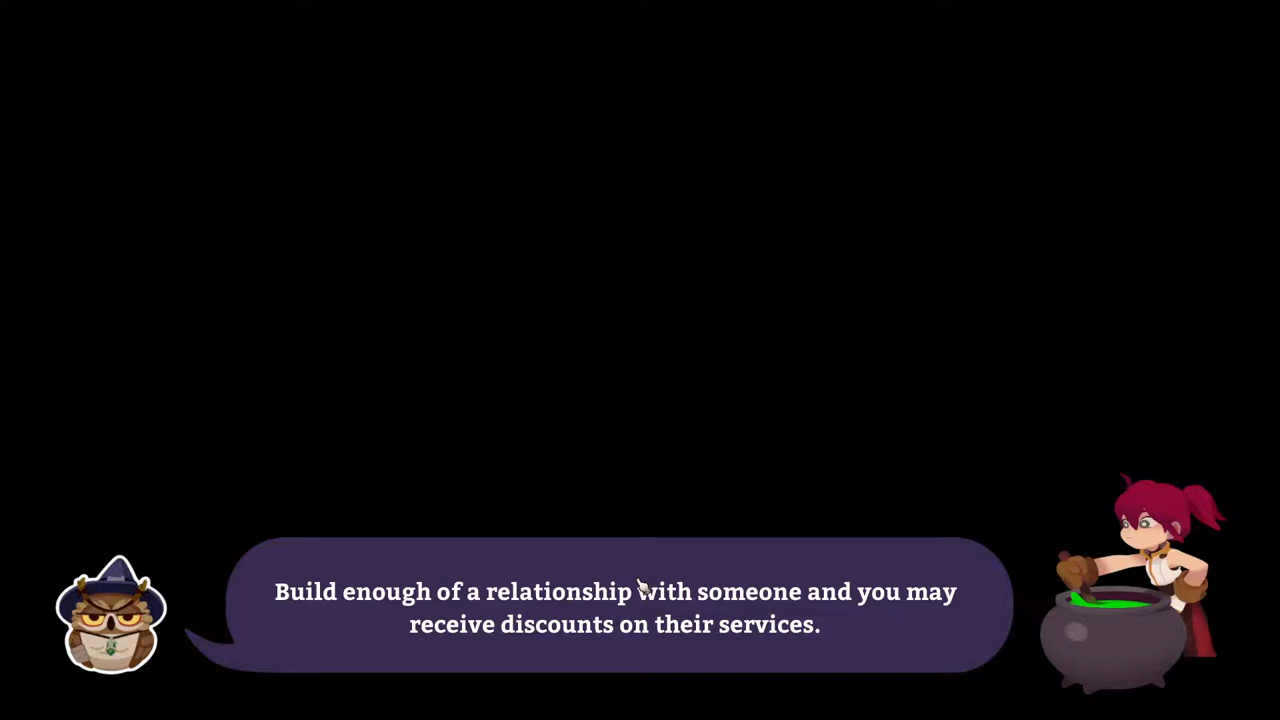 Build enough of a relationship with someone and you may
receive discounts on their services.